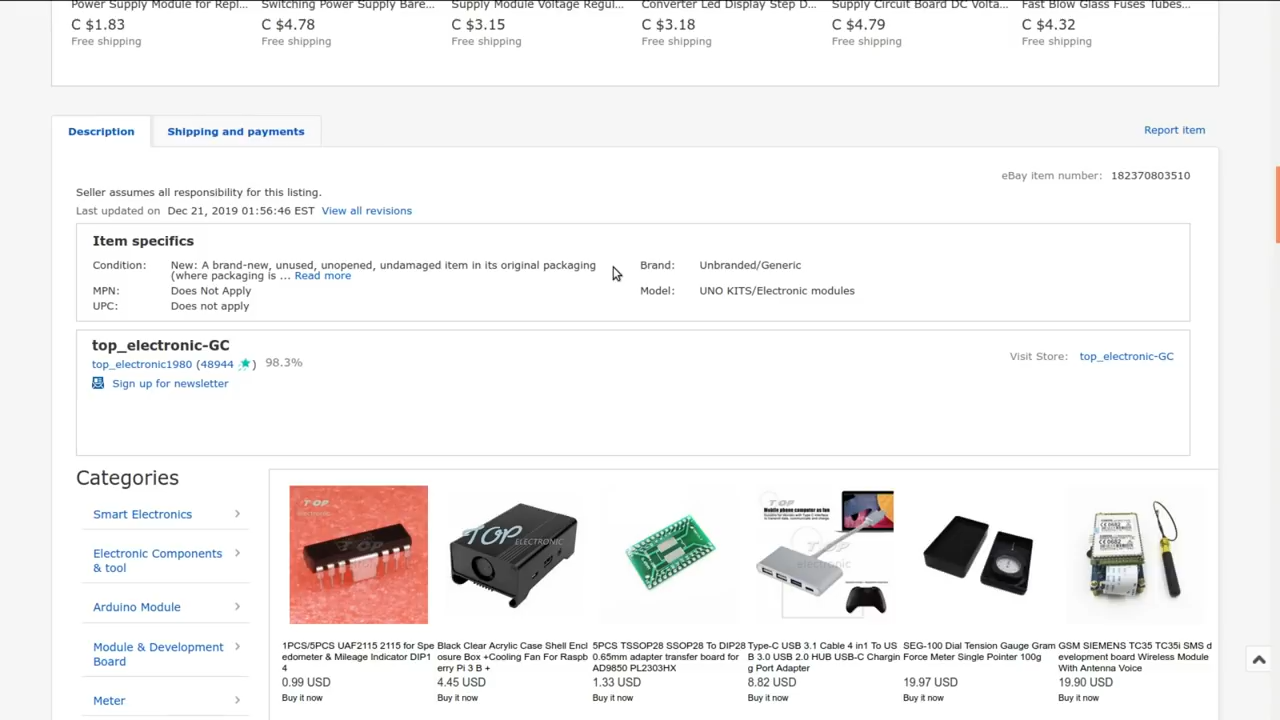 Power Supply Module for Repl...
Switching Power Supply Bare...
Supply Module Voltage Regul...
Converter Led Display Step D...
Supply Circuit Board DC Volta...
Fast Blow Glass Fuses Tubes...
C $1.83
C $4.78
C $3.15
C $3.18
C $4.79
C $4.32
Free shipping
Free shipping
Free shipping
Free shipping
Free shipping
Free shipping
Description
Shipping and payments
Report item
eBay item number: 182370803510
Seller assumes all responsibility for this listing.
Last updated on Dec 21, 2019 01:56:46 EST View all revisions
Item specifics
Condition: New: A brand-new, unused, unopened, undamaged item in its original packaging
(where packaging is ... Read more
Brand: Unbranded/Generic
MPN: Does Not Apply
Model: UNO KITS/Electronic modules
UPC: Does not apply
top_electronic-GC
top_electronic1980 (48944 ) 98.3%
Visit Store: top_electronic-GC
Sign up for newsletter
Categories
Smart Electronics
Electronic Components
& tool
Arduino Module
Module & Development
Board
Meter
TOP
ELECTRONIC
Mobile phone computer as fun
electronic
1PCS/5PCS UAF2115 2115 for Spe
edometer & Mileage Indicator DIP1
4
0.99 USD
Buy it now
Black Clear Acrylic Case Shell Encl
osure Box +Cooling Fan For Raspb
erry Pi 3 B +
4.45 USD
Buy it now
5PCS TSSOP28 SSOP28 To DIP28
0.65mm adapter transfer board for
AD9850 PL2303HX
1.33 USD
Buy it now
Type-C USB 3.1 Cable 4 in1 To US
B 3.0 USB 2.0 HUB USB-C Chargin
g Port Adapter
8.82 USD
Buy it now
SEG-100 Dial Tension Gauge Gram
Force Meter Single Pointer 100g
19.97 USD
Buy it now
GSM SIEMENS TC35 TC35i SMS d
evelopment board Wireless Module
With Antenna Voice
19.90 USD
Buy it now